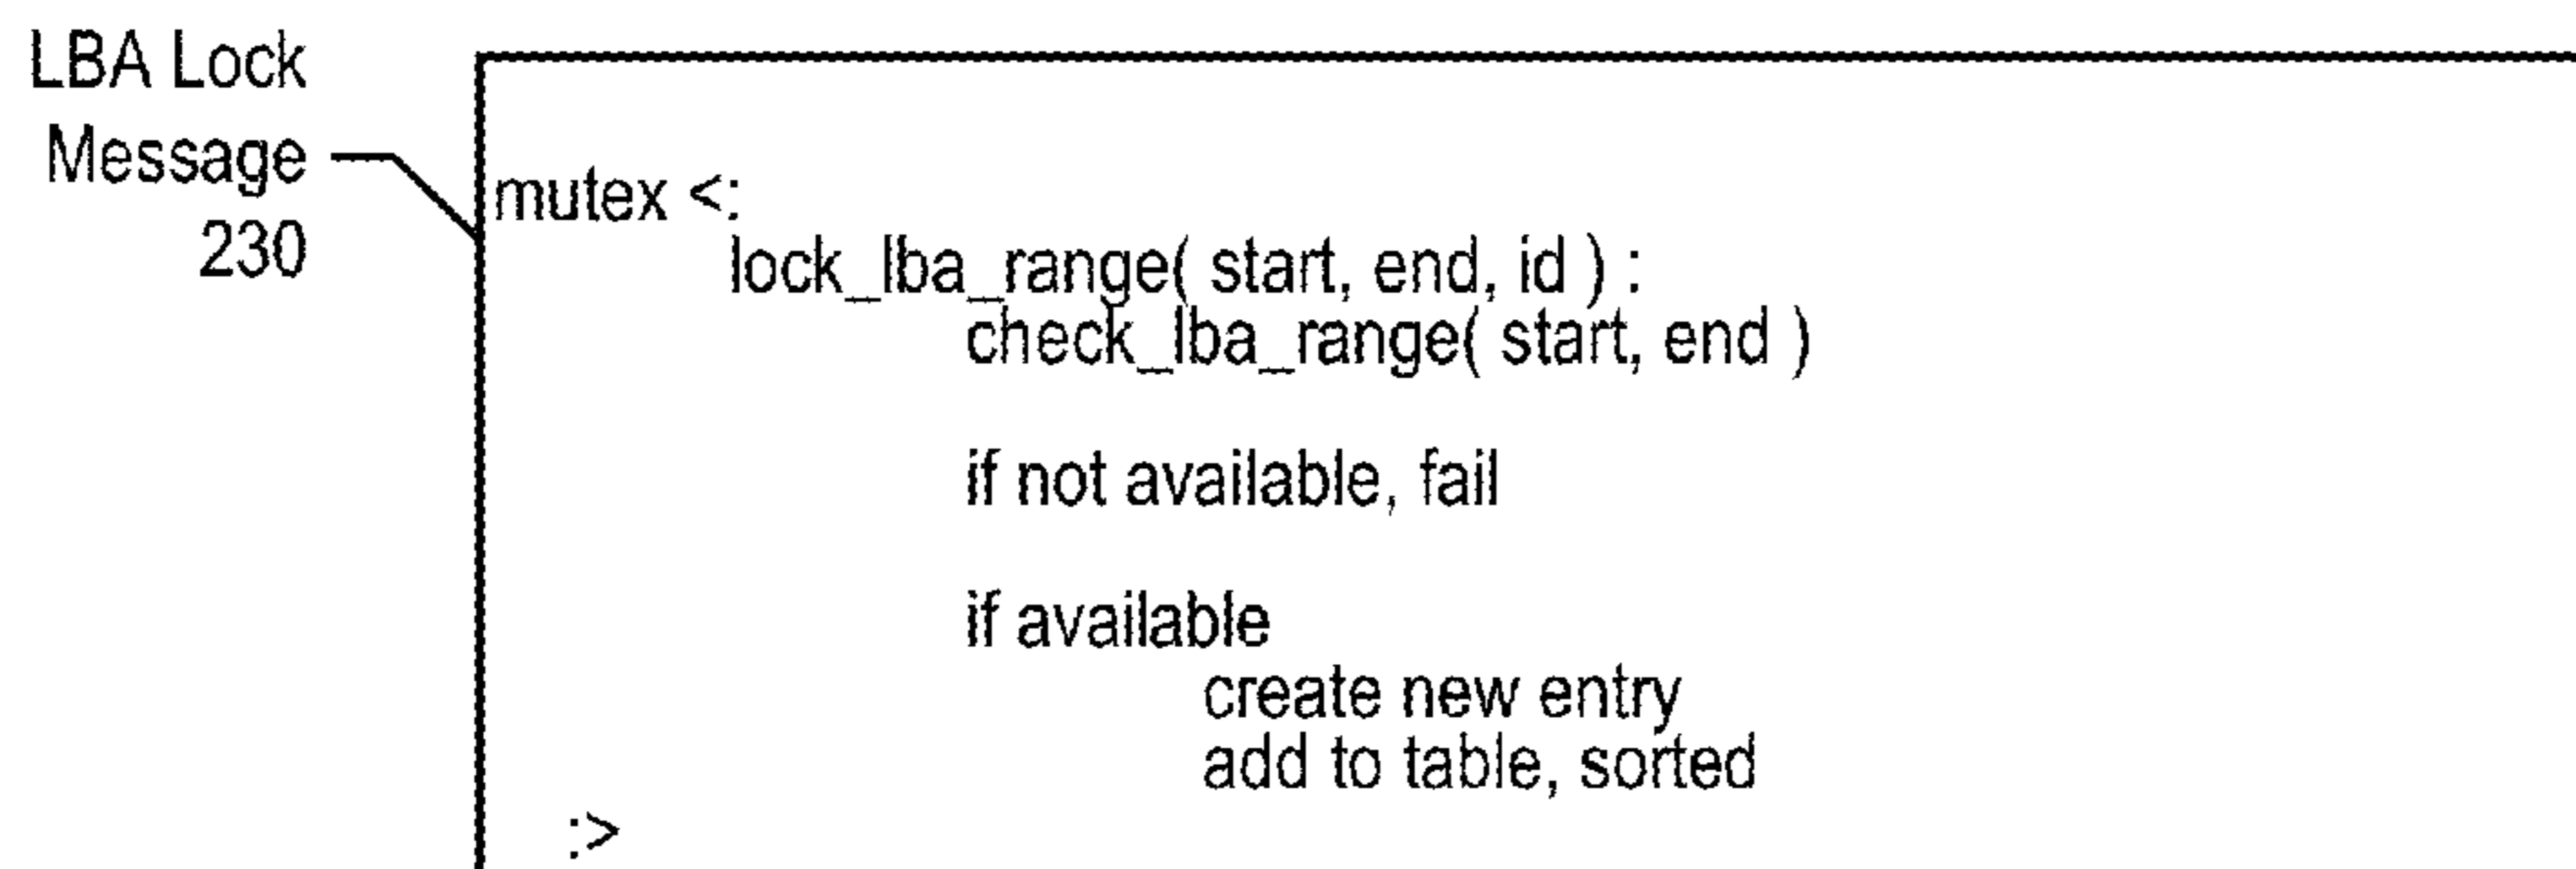 LBA Lock
Message
230
mutex <:
lock_lba_range( start, end, id ) :
check_lba_range( start, end )
if not available, fail
if available
create new entry
add to table, sorted
:>